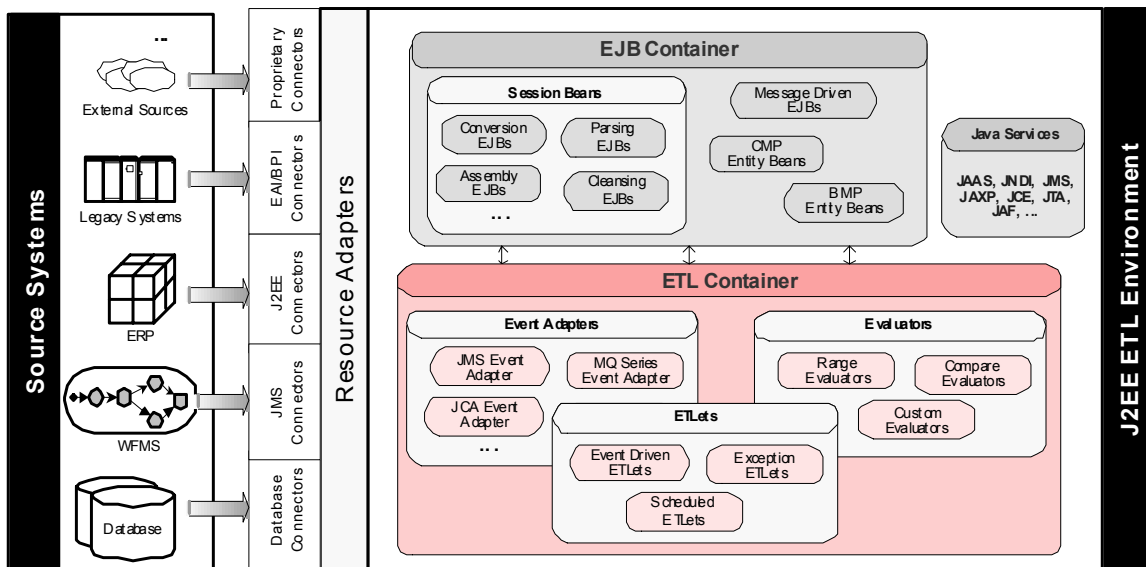 Source Systems
...
External Sources
Legacy Systems
ERP
WFMS
Database
Proprietary
Connectors
EAI/BPI
Connectors
J2EE
Connectors
JMS
Connectors
Database
Connectors
Resource Adapters
EJB Container
Session Beans
Conversion
EJBs
Parsing
EJBs
Assembly
EJBs
Cleansing
EJBs
...
Message Driven
EJBs
CMP
Entity Beans
BMP
Entity Beans
Java Services
JAAS, JNDI, JMS,
JAXP, JCE, JTA,
JAF, ...
ETL Container
Event Adapters
JMS Event
Adapter
MQ Series
Event Adapter
JCA Event
Adapter
...
Evaluators
Range
Evaluators
Compare
Evaluators
Custom
Evaluators
ETLets
Event Driven
ETLets
Exception
ETLets
Scheduled
ETLets
J2EE ETL Environment